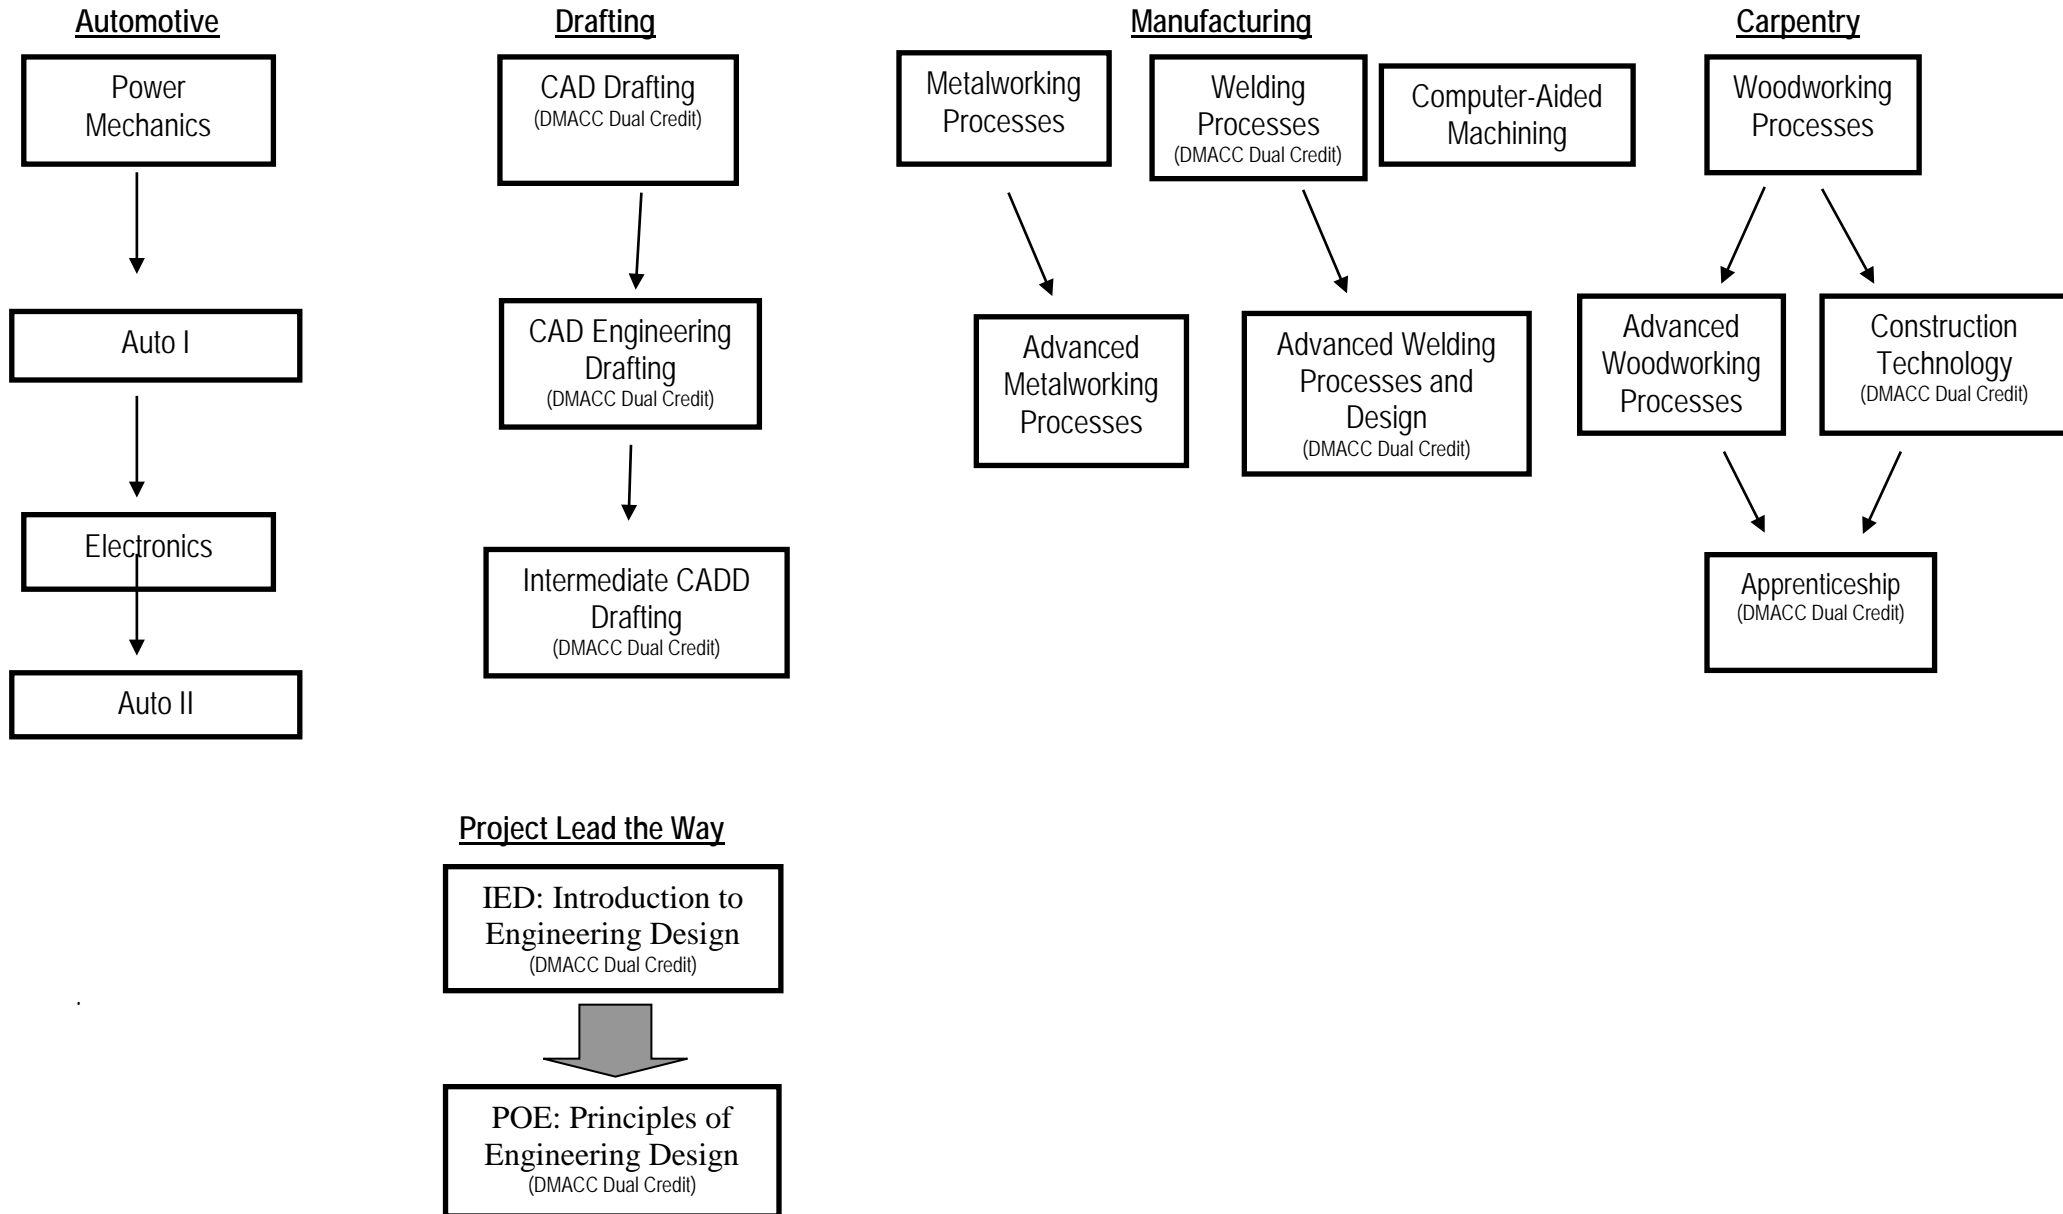 Automotive
Power
Mechanics
Auto I
Electronics
Auto II
Drafting
CAD Drafting
(DMACC Dual Credit)
CAD Engineering
Drafting
(DMACC Dual Credit)
Intermediate CADD
Drafting
(DMACC Dual Credit)
Manufacturing
Metalworking
Processes
Welding
Processes
(DMACC Dual Credit)
Computer-Aided
Machining
Advanced
Metalworking
Processes
Advanced Welding
Processes and
Design
(DMACC Dual Credit)
Carpentry
Woodworking
Processes
Advanced
Woodworking
Processes
Construction
Technology
(DMACC Dual Credit)
Apprenticeship
(DMACC Dual Credit)
Project Lead the Way
IED: Introduction to
Engineering Design
(DMACC Dual Credit)
.
POE: Principles of
Engineering Design
(DMACC Dual Credit)